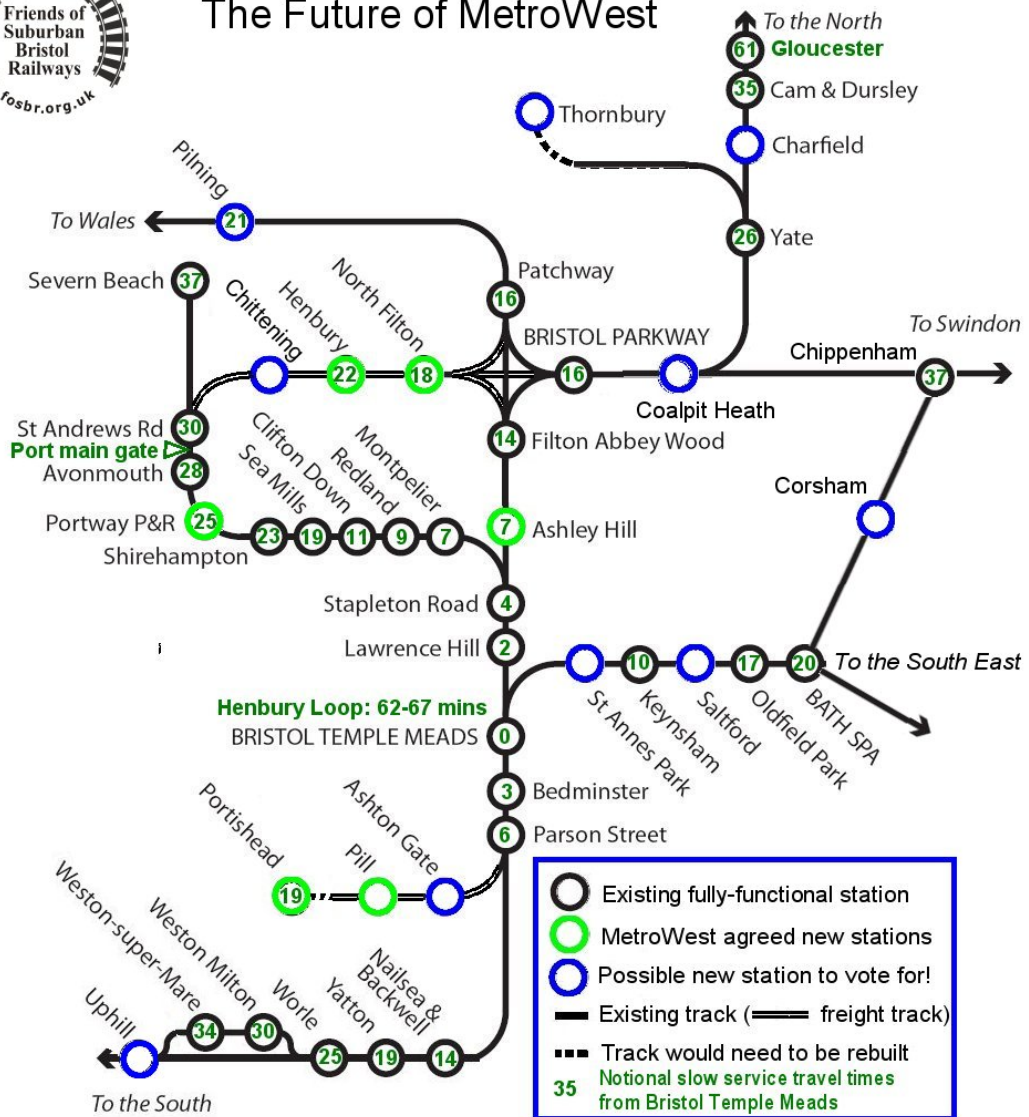 The Future of MetroWest
Friends of
Suburban
Bristol
Railways
fosbr.org.uk
To the North
61 Gloucester
35 Cam & Dursley
Thornbury
Charfield
Pilning
To Wales
21
26 Yate
Severn Beach 37
Patchway
16
Chittening
Henbury
North Filton
BRISTOL PARKWAY
To Swindon
Chippenham
22
18
16
37
Coalpit Heath
St Andrews Rd 30
Port main gate
14 Filton Abbey Wood
Avonmouth 28
Clifton Down
Sea Mills
Redland
Montpelier
Corsham
Portway P&R 25
Shirehampton
23
19
11
9
7
7 Ashley Hill
Stapleton Road 4
i
Lawrence Hill 2
10
17
20
To the South East
St Annes Park
Keynsham
Saltford
Oldfield Park
BATH SPA
Henbury Loop: 62-67 mins
BRISTOL TEMPLE MEADS 0
3 Bedminster
6 Parson Street
Portishead
Pill
Ashton Gate
19
Existing fully-functional station
MetroWest agreed new stations
Possible new station to vote for!
Existing track ( freight track)
Track would need to be rebuilt
35 Notional slow service travel times
from Bristol Temple Meads
Uphill
Weston-super-Mare
Weston Milton
Worle
Yatton
Nailsea &
Backwell
34
30
25
19
14
To the South